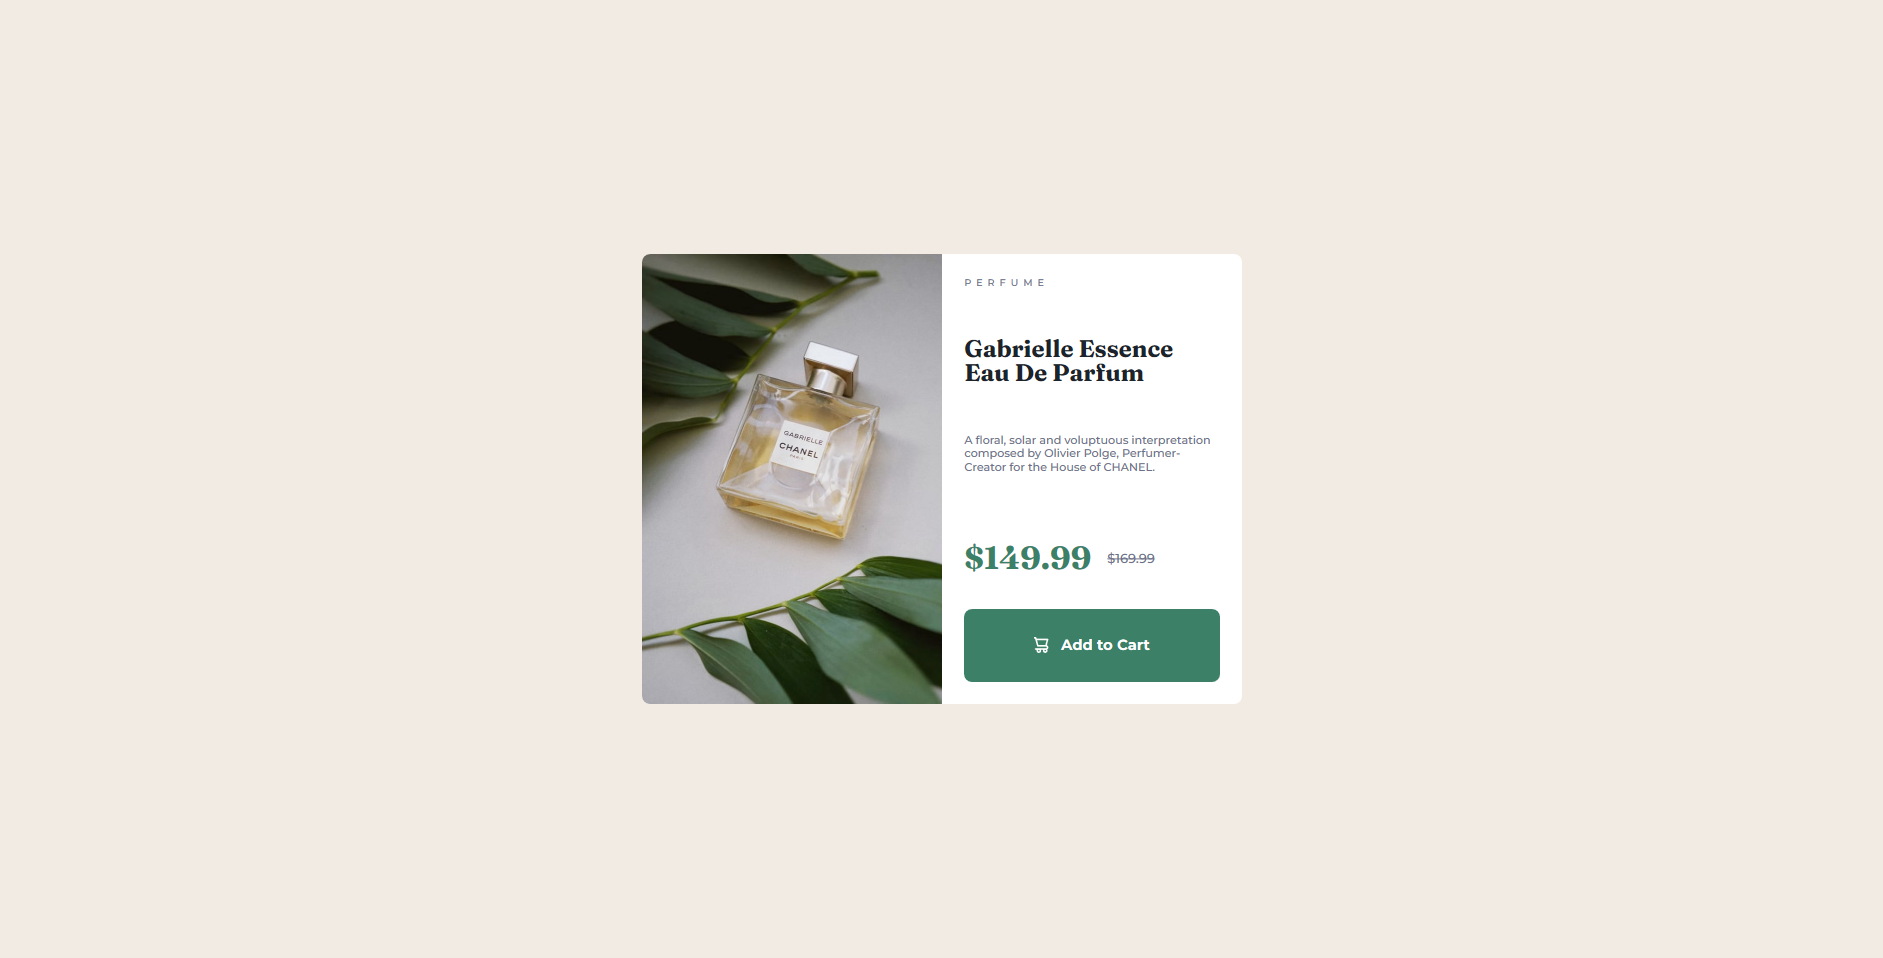 PERFUME
Gabrielle Essence
Eau De Parfum
A floral, solar and voluptuous interpretation
composed by Olivier Polge, Perfumer-
Creator for the House of CHANEL.
$149.99 $169.99
Add to Cart
GABRIELLE
CHANEL
PARIS